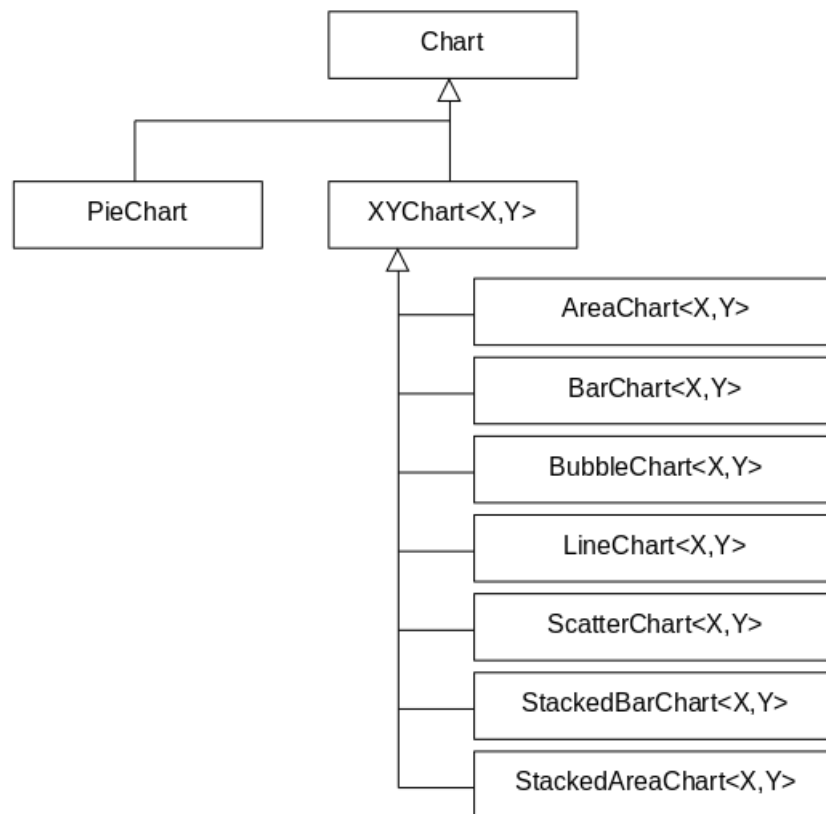 Chart
PieChart
XYChart<X,Y>
AreaChart<X,Y>
BarChart<X,Y>
BubbleChart<X,Y>
LineChart<X,Y>
ScatterChart<X,Y>
StackedBarChart<X,Y>
StackedAreaChart<X,Y>